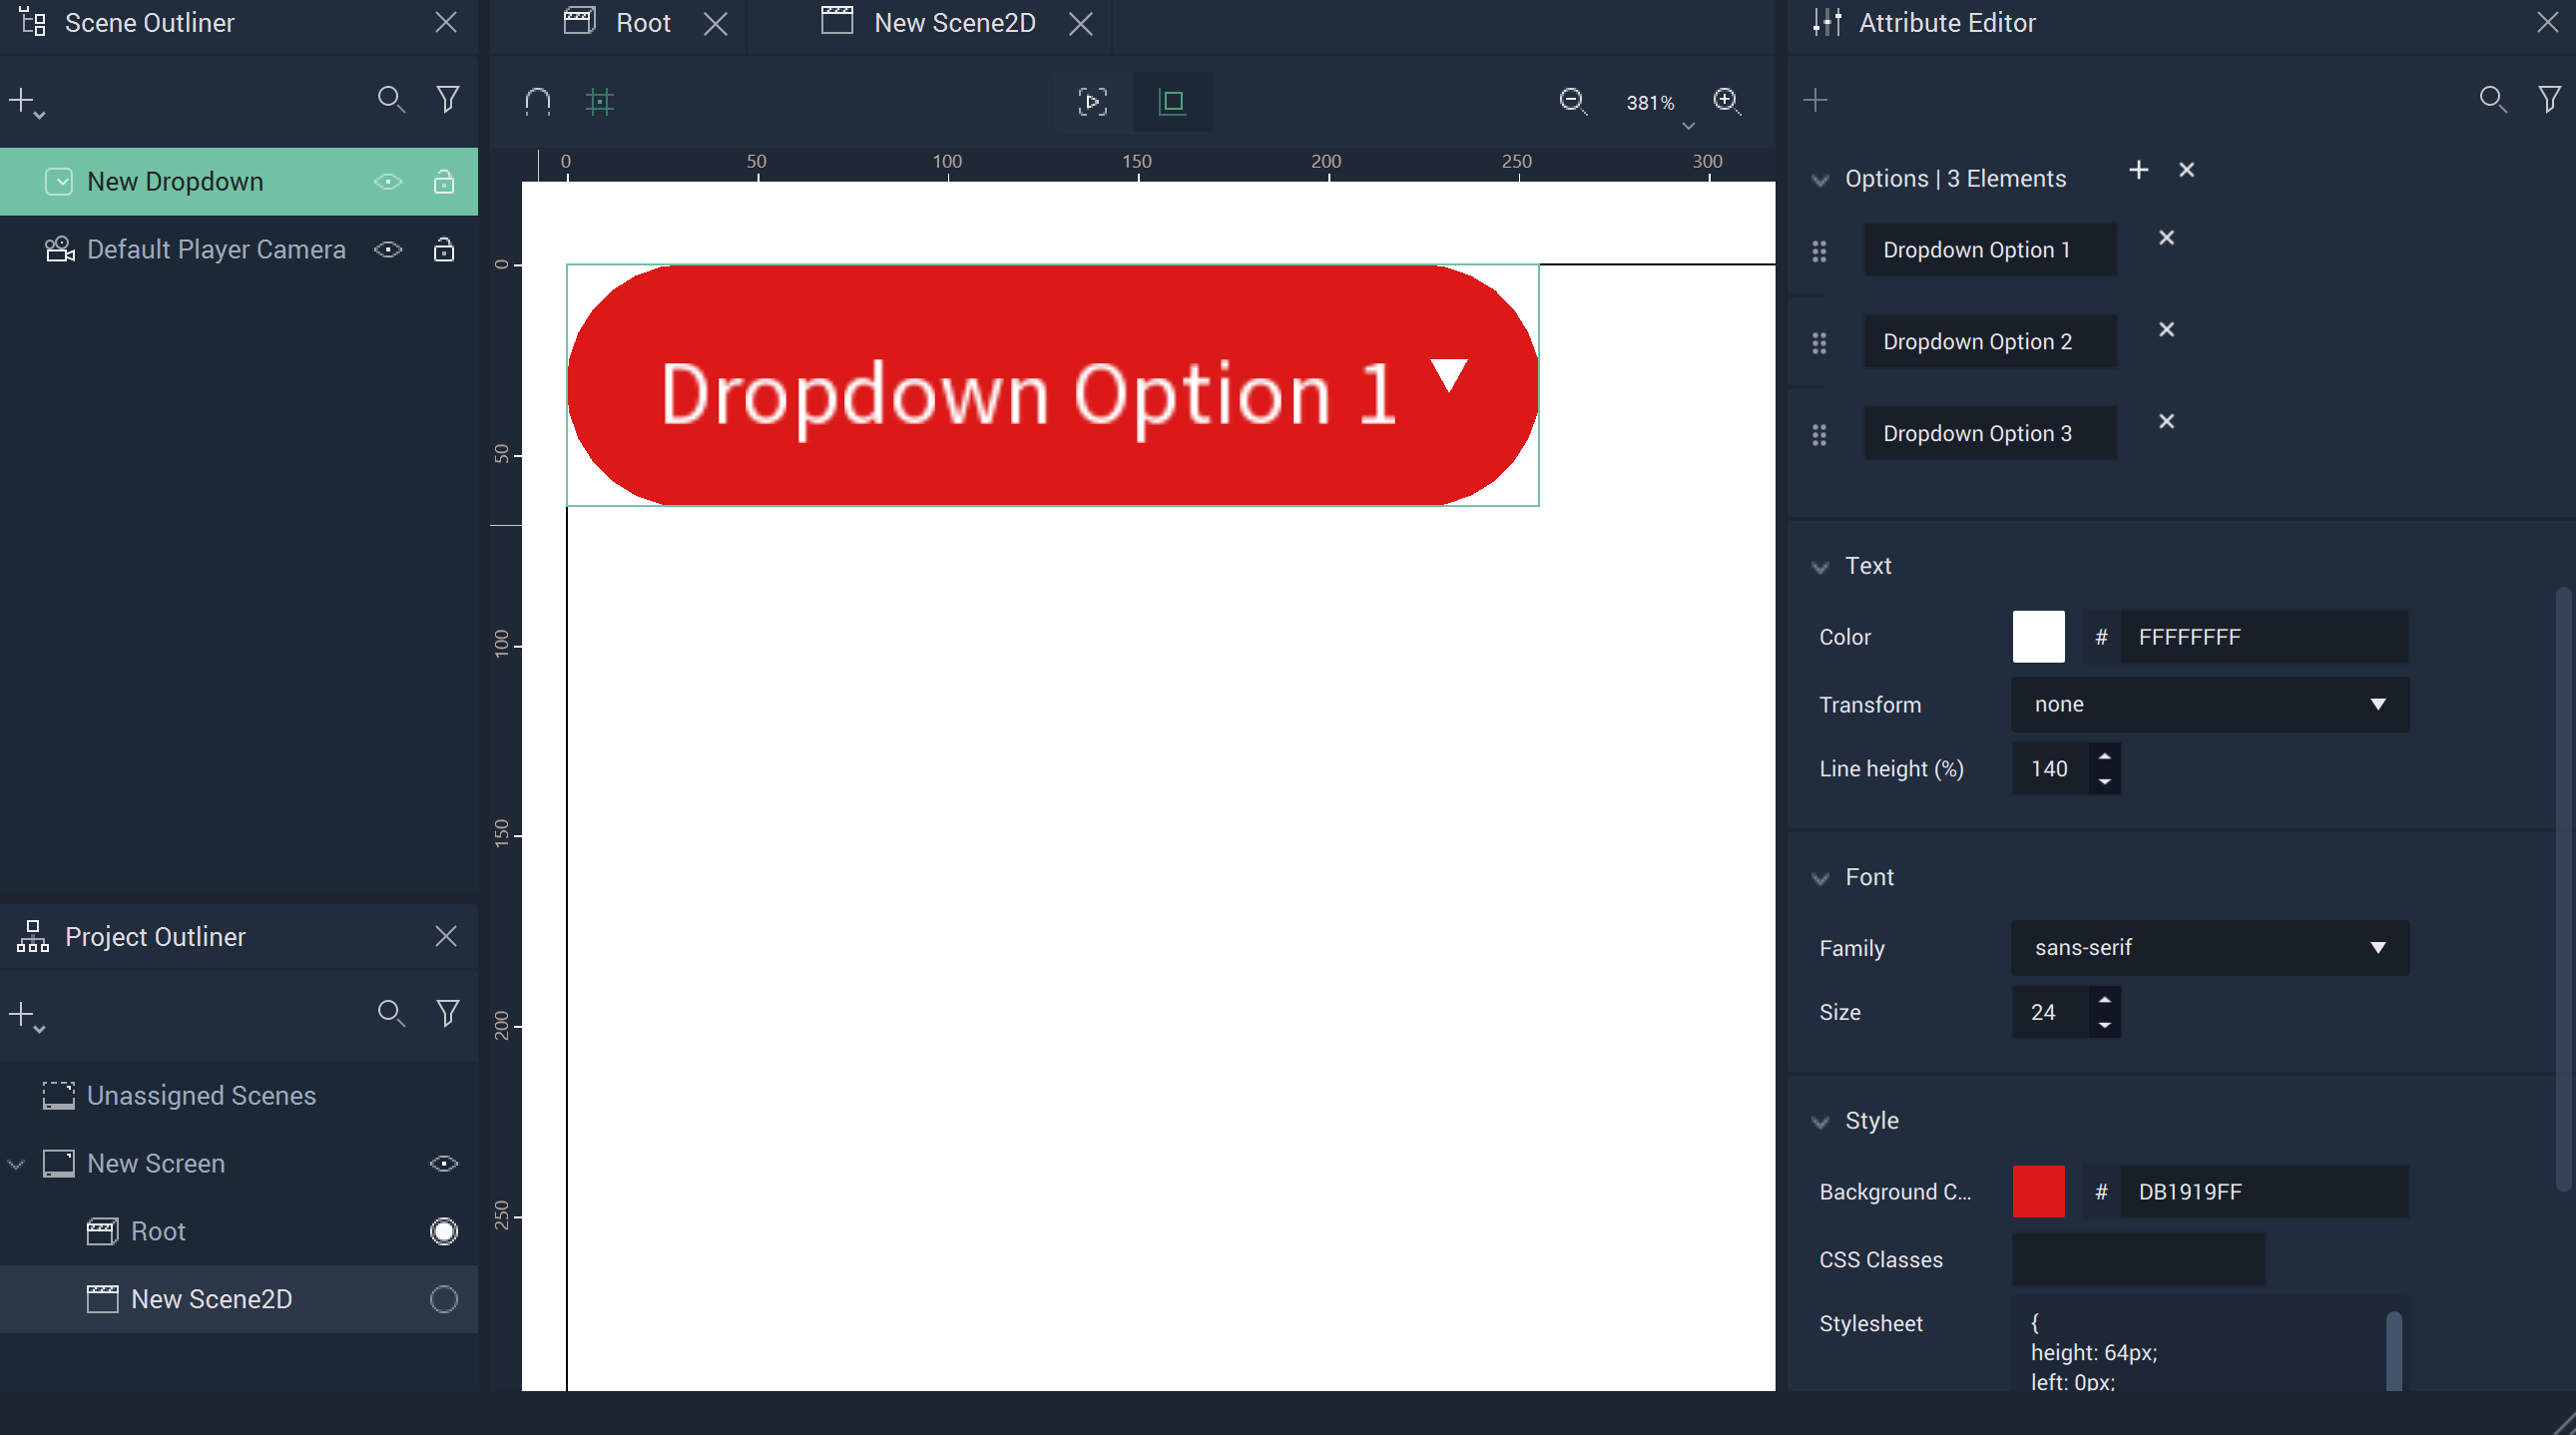 Scene Outliner
New Dropdown
Default Player Camera
Project Outliner
Unassigned Scenes
New Screen
Root
New Scene2D
Root
New Scene2D
381%
0 50 100 150 200 250 300
0
50
100
150
200
250
Dropdown Option 1
Attribute Editor
Options | 3 Elements
Dropdown Option 1
Dropdown Option 2
Dropdown Option 3
Text
Color # FFFFFFFF
Transform none
Line height (%) 140
Font
Family sans-serif
Size 24
Style
Background C... # DB1919FF
CSS Classes
Stylesheet {
height: 64px;
left: 0px;